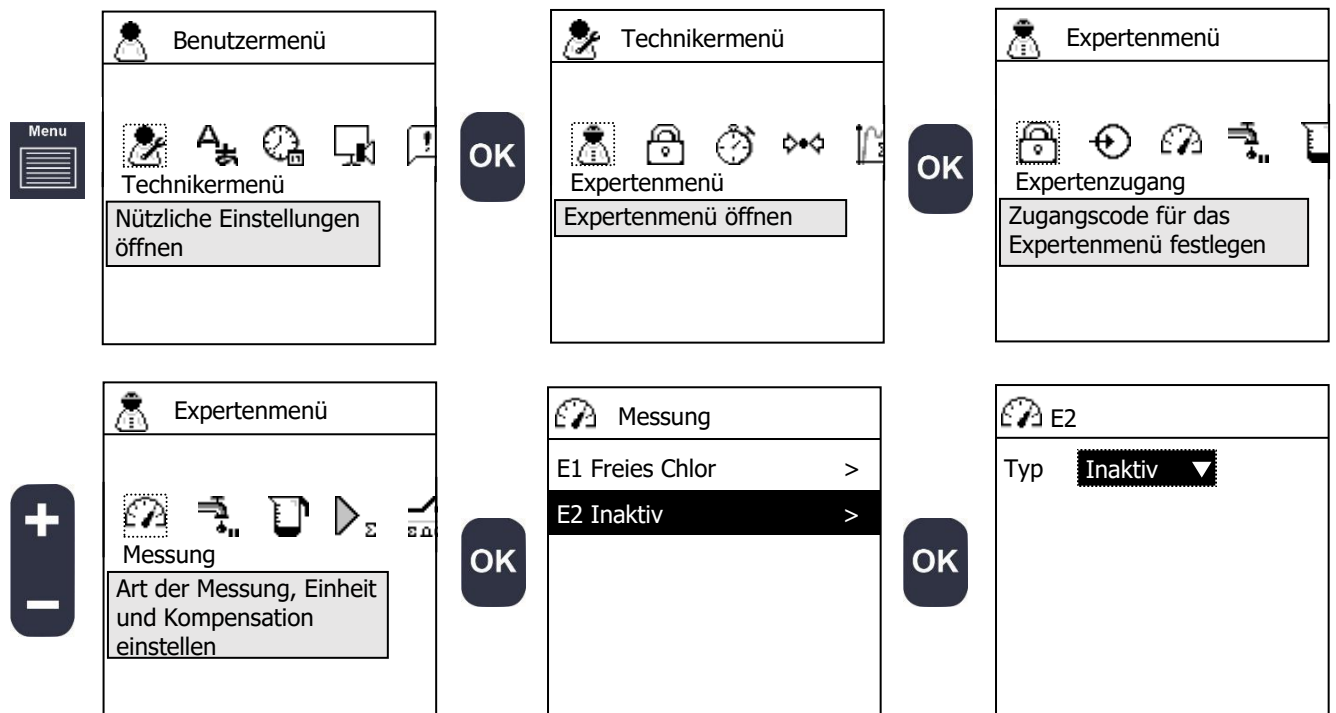 Menu
Benutzermenü
Technikermenü
Nützliche Einstellungen
öffnen
OK
Technikermenü
Expertenmenü
Expertenmenü öffnen
OK
Expertenmenü
Expertenzugang
Zugangscode für das
Expertenmenü festlegen
+
−
Expertenmenü
Messung
Art der Messung, Einheit
und Kompensation
einstellen
OK
Messung
E1 Freies Chlor >
E2 Inaktiv >
OK
E2
Typ Inaktiv ▼